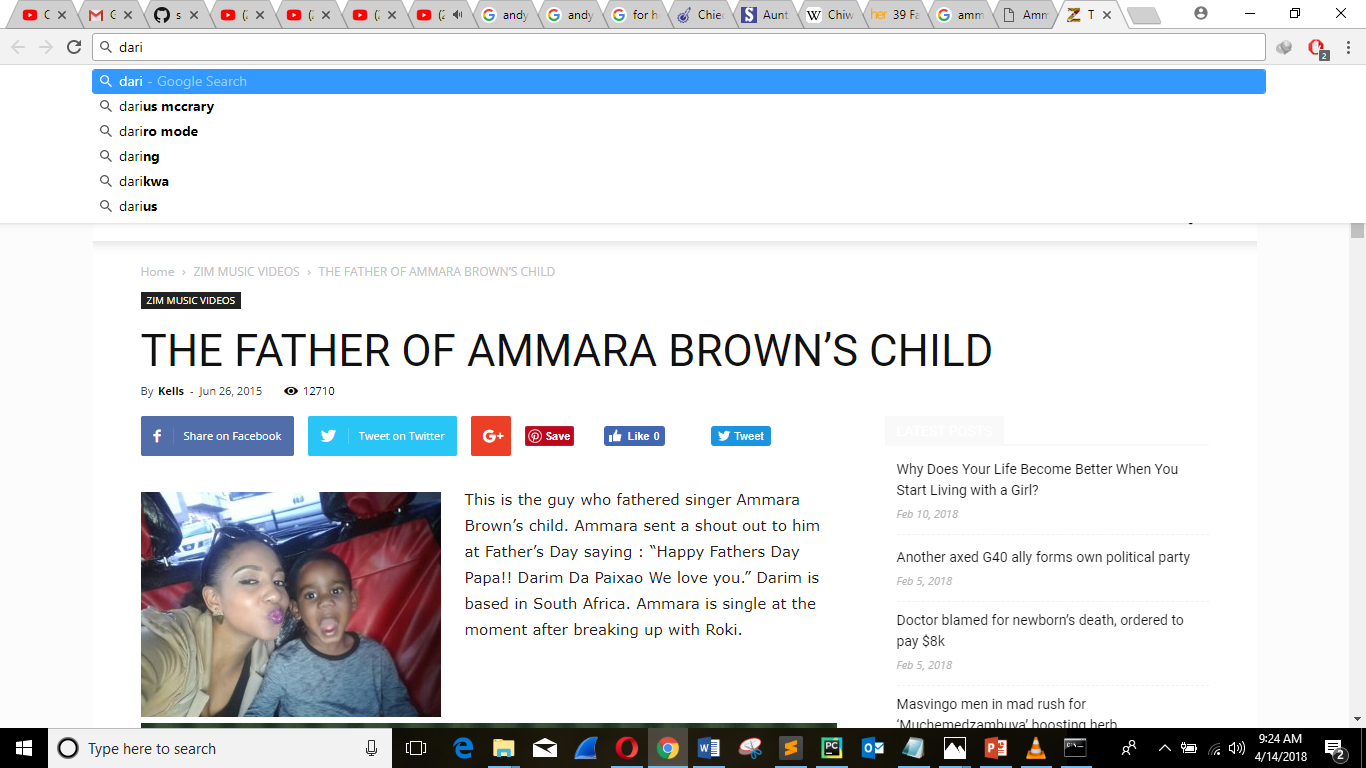 C
G
s
(
(
(
(2
andy
andy
for h
Chied
Aunt
Chiw
her 39 Fa
amm
Amm
T
dari
2
dari - Google Search
darius mccrary
dariro mode
daring
darikwa
darius
Home › ZIM MUSIC VIDEOS › THE FATHER OF AMMARA BROWN'S CHILD
ZIM MUSIC VIDEOS
THE FATHER OF AMMARA BROWN’S CHILD
By Kells - Jun 26, 2015 12710
Share on Facebook
Tweet on Twitter
G+
Save
Like 0
Tweet
LATEST POSTS
This is the guy who fathered singer Ammara
Brown’s child. Ammara sent a shout out to him
at Father’s Day saying : “Happy Fathers Day
Papa!! Darim Da Paixao We love you.” Darim is
based in South Africa. Ammara is single at the
moment after breaking up with Roki.
Why Does Your Life Become Better When You
Start Living with a Girl?
Feb 10, 2018
Another axed G40 ally forms own political party
Feb 5, 2018
Doctor blamed for newborn’s death, ordered to
pay $8k
Feb 5, 2018
Masvingo men in mad rush for
‘Muchemedzambuya’ boosting herb
Type here to search
9:24 AM
4/14/2018
2